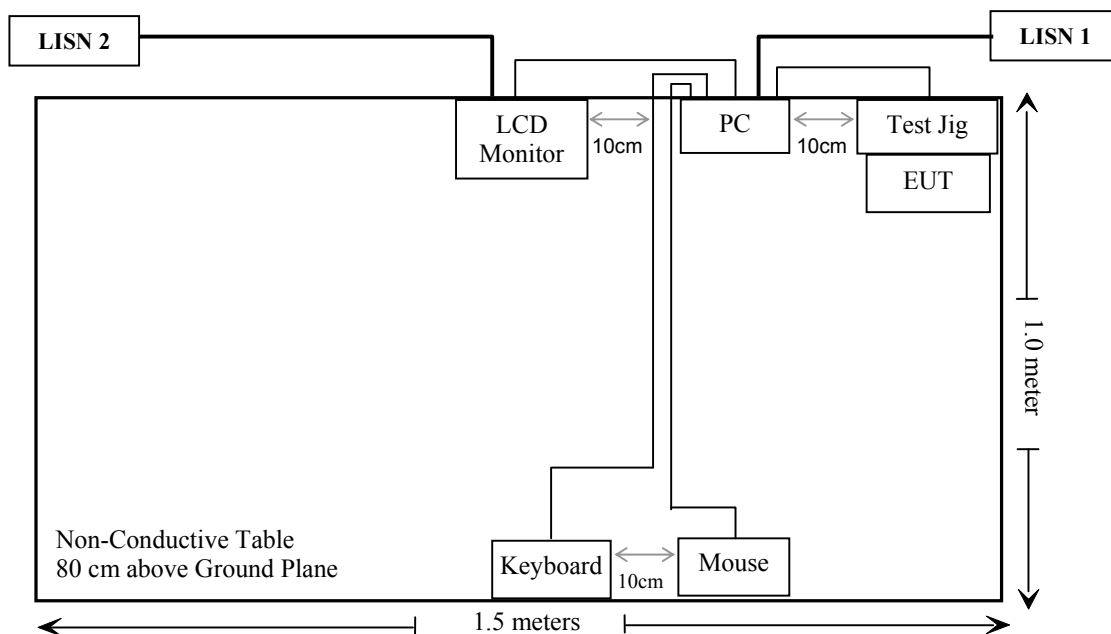 LISN 2
LISN 1
LCD
Monitor
10cm
PC
10cm
Test Jig
EUT
1.0 meter
Non-Conductive Table
80 cm above Ground Plane
Keyboard
10cm
Mouse
1.5 meters